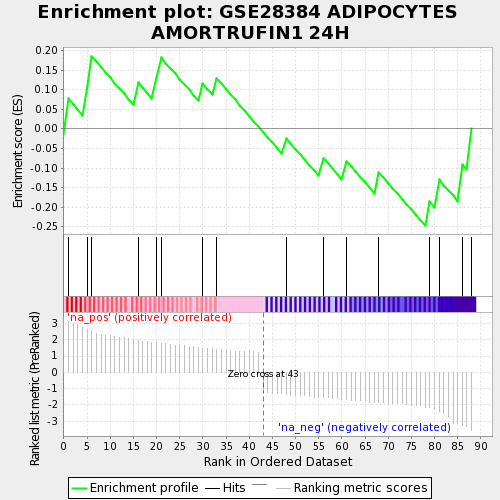 Enrichment plot: GSE28384 ADIPOCYTES
AMORTRUFIN1 24H
Enrichment score (ES)
0.20
0.15
0.10
0.05
0.00
-0.05
-0.10
-0.15
-0.20
-0.25
'na_pos' (positively correlated)
Ranked list metric (PreRanked)
3
2
1
0
-1
-2
-3
Zero cross at 43
'na_neg' (negatively correlated)
0 5 10 15 20 25 30 35 40 45 50 55 60 65 70 75 80 85 90
Rank in Ordered Dataset
Enrichment profile Hits Ranking metric scores